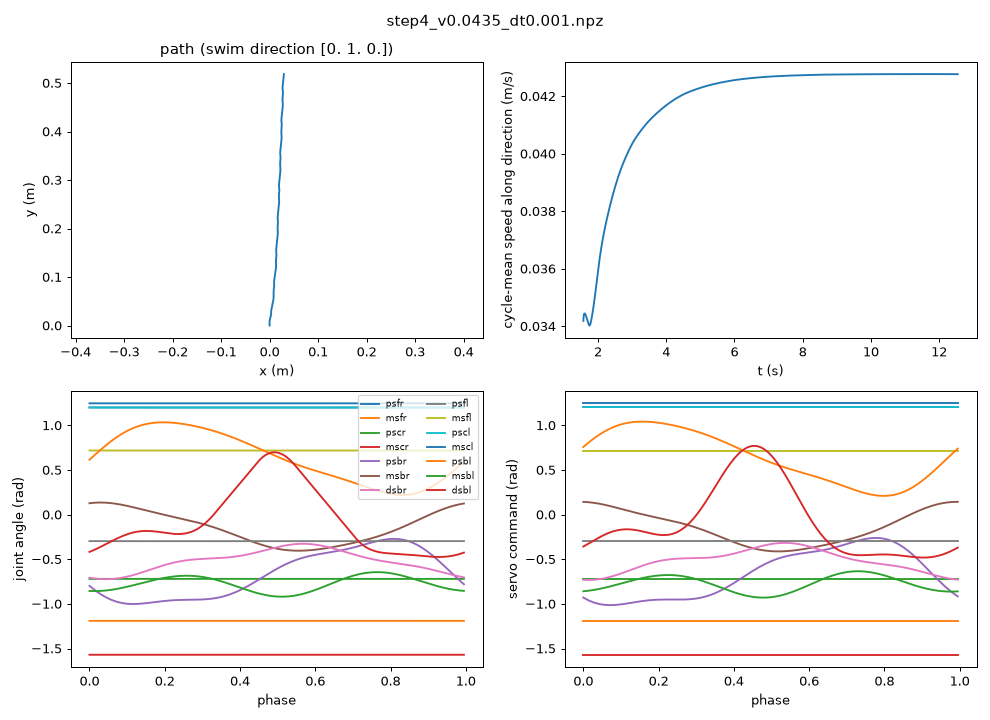 step4_v0.0435_dt0.001.npz
path (swim direction [0. 1. 0.])
y (m)
0.5
0.4
0.3
0.2
0.1
0.0
−0.4 −0.3 −0.2 −0.1 0.0 0.1 0.2 0.3 0.4
x (m)
cycle-mean speed along direction (m/s)
0.042
0.040
0.038
0.036
0.034
2 4 6 8 10 12
t (s)
joint angle (rad)
1.0
0.5
0.0
−0.5
−1.0
−1.5
psfr psfl
msfr msfl
pscr pscl
mscr mscl
psbr psbl
msbr msbl
dsbr dsbl
0.0 0.2 0.4 0.6 0.8 1.0
phase
servo command (rad)
1.0
0.5
0.0
−0.5
−1.0
−1.5
0.0 0.2 0.4 0.6 0.8 1.0
phase